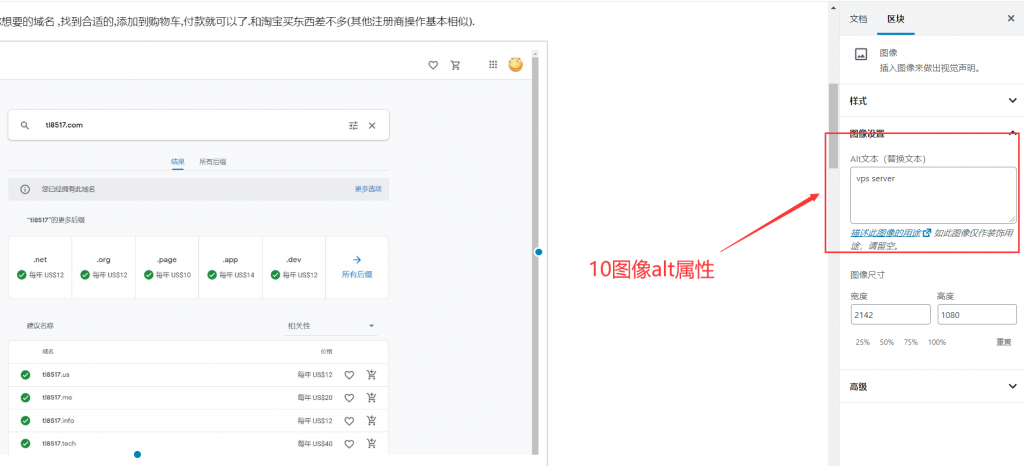 想要的域名 ,找到合适的,添加到购物车,付款就可以了.和淘宝买东西差不多(其他注册商操作基本相似).
tl8517.com
结果 所有后缀
您已经拥有此域名 更多选项
"tl8517"的更多后缀
.net .org .page .app .dev
每年 US$12 每年 US$12 每年 US$10 每年 US$14 每年 US$12 所有后缀
建议名称 相关性
域名 价格
tl8517.us 每年 US$12
tl8517.me 每年 US$20
tl8517.info 每年 US$12
tl8517.tech 每年 US$40
10图像alt属性
文档 区块
图像
插入图像来做出视觉声明。
样式
图像设置
Alt文本（替换文本）
vps server
描述此图像的用途 如此图像仅作装饰用
途，请留空。
图像尺寸
宽度 高度
2142 1080
25% 50% 75% 100% 重置
高级